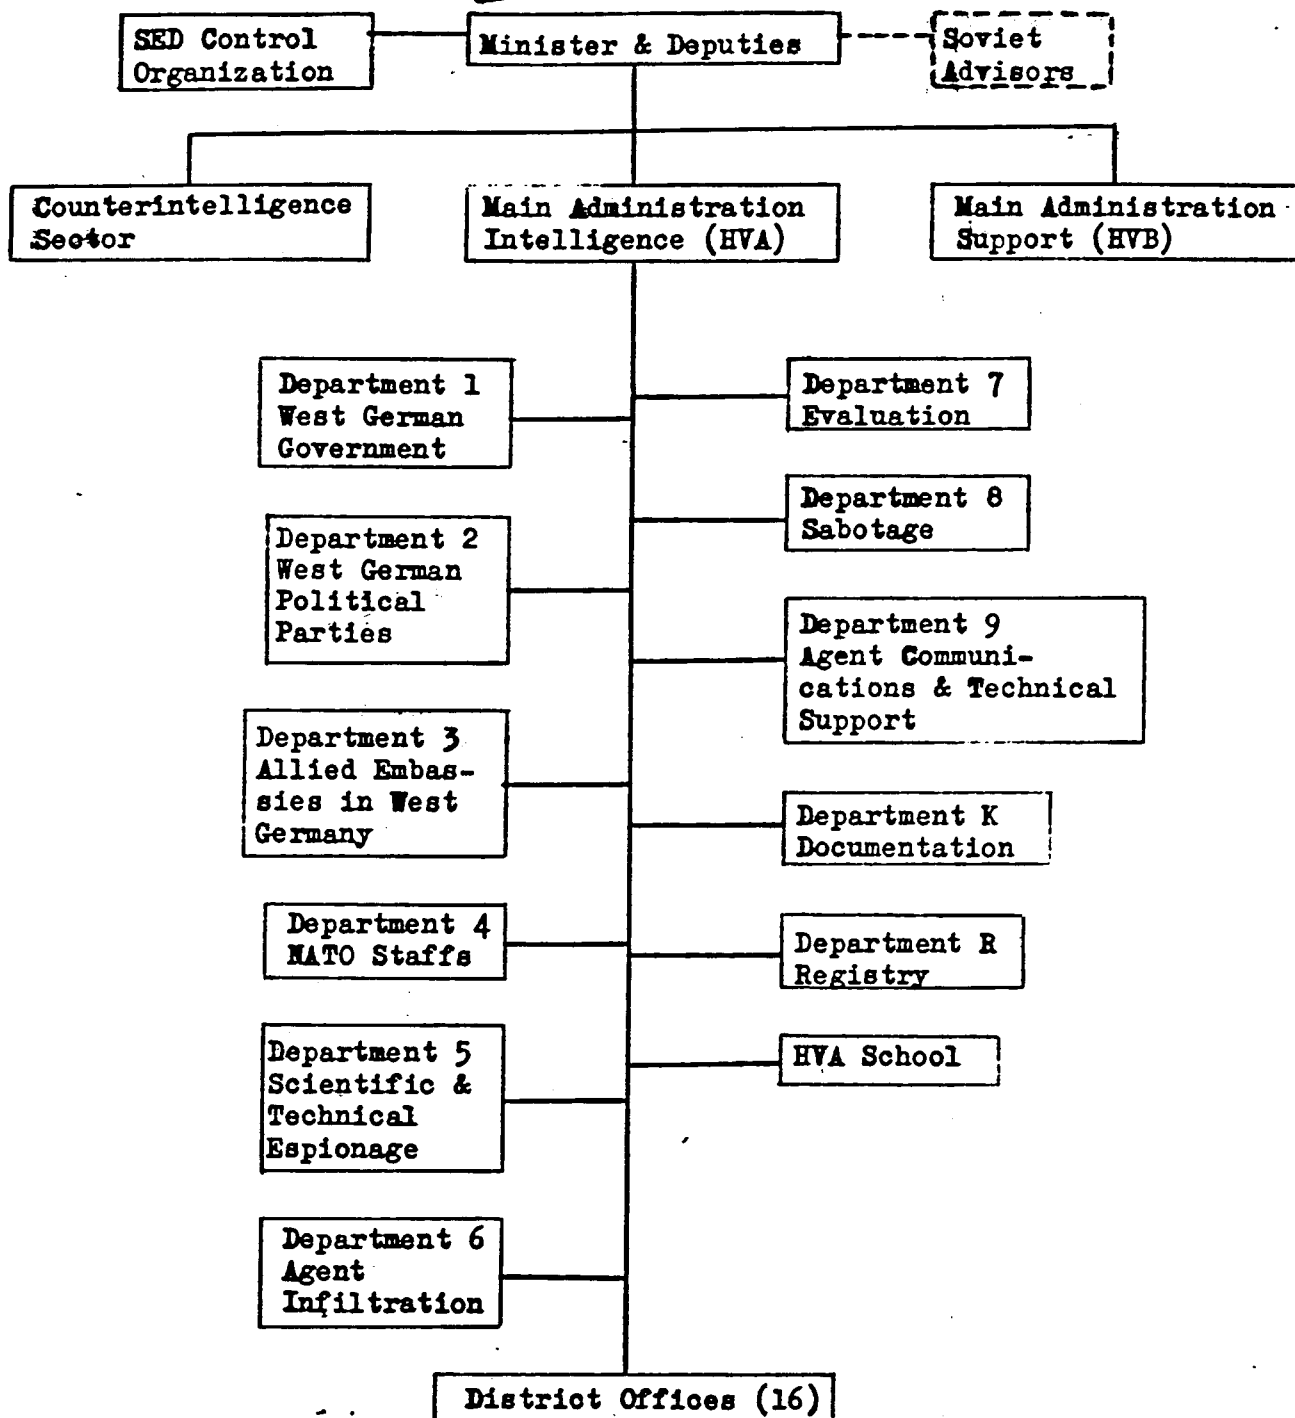 SED Control
Organization
Minister & Deputies
Soviet
Advisors
Counterintelligence
Sector
Main Administration
Intelligence (HVA)
Main Administration
Support (HVB)
Department 1
West German
Government
Department 2
West German
Political
Parties
Department 3
Allied Embas-
sies in West
Germany
Department 4
NATO Staffs
Department 5
Scientific &
Technical
Espionage
Department 6
Agent
Infiltration
Department 7
Evaluation
Department 8
Sabotage
Department 9
Agent Communi-
cations & Technical
Support
Department K
Documentation
Department R
Registry
HVA School
District Offices (16)